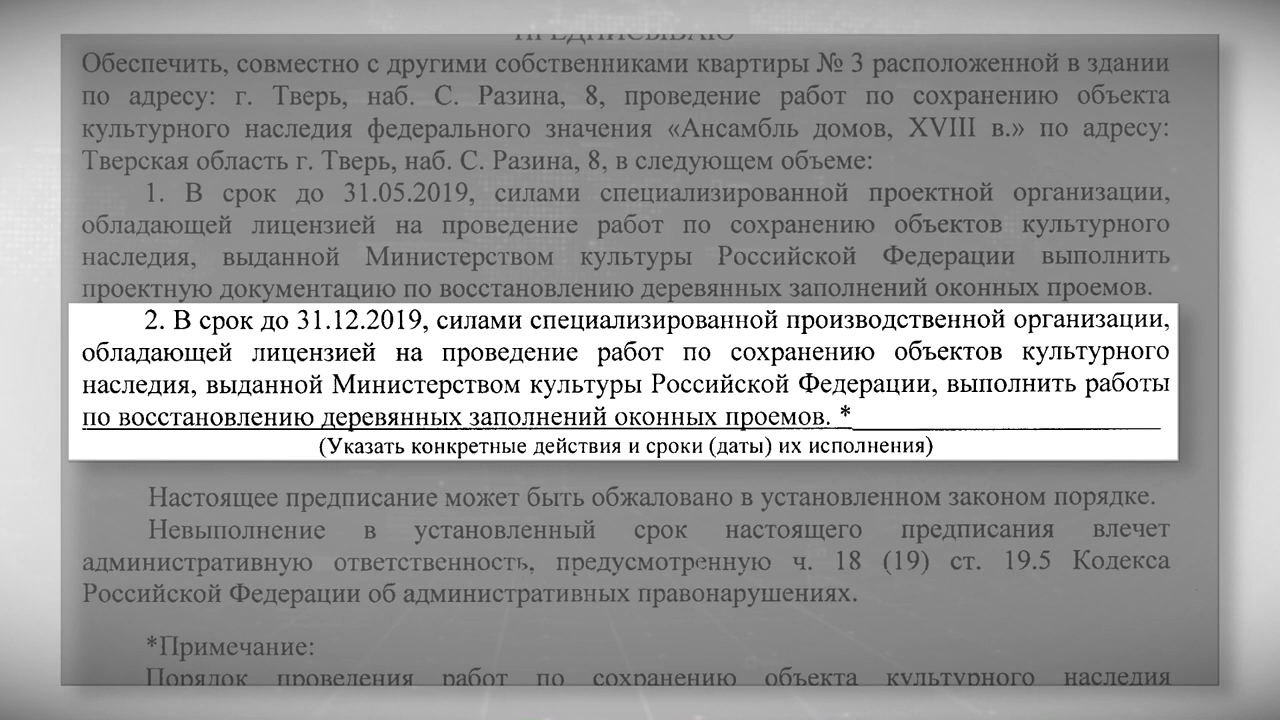 ПРЕДПИСЫВАЮ
Обеспечить, совместно с другими собственниками квартиры № 3 расположенной в здании
по адресу: г. Тверь, наб. С. Разина, 8, проведение работ по сохранению объекта
культурного наследия федерального значения «Ансамбль домов, XVIII в.» по адресу:
Тверская область г. Тверь, наб. С. Разина, 8, в следующем объеме:
1. В срок до 31.05.2019, силами специализированной проектной организации,
обладающей лицензией на проведение работ по сохранению объектов культурного
наследия, выданной Министерством культуры Российской Федерации выполнить
проектную документацию по восстановлению деревянных заполнений оконных проемов.
2. В срок до 31.12.2019, силами специализированной производственной организации,
обладающей лицензией на проведение работ по сохранению объектов культурного
наследия, выданной Министерством культуры Российской Федерации, выполнить работы
по восстановлению деревянных заполнений оконных проемов. *
(Указать конкретные действия и сроки (даты) их исполнения)
Настоящее предписание может быть обжаловано в установленном законом порядке.
Невыполнение в установленный срок настоящего предписания влечет
административную ответственность, предусмотренную ч. 18 (19) ст. 19.5 Кодекса
Российской Федерации об административных правонарушениях.
*Примечание:
Порядок проведения работ по сохранению объекта культурного наследия